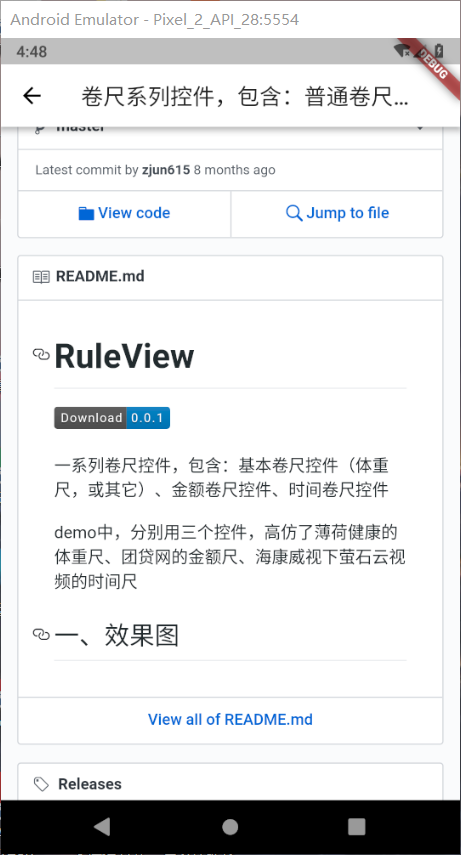 Android Emulator - Pixel_2_API_28:5554
4:48
DEBUG
卷尺系列控件，包含：普通卷尺...
master
Latest commit by zjun615 8 months ago
View code
Jump to file
README.md
RuleView
Download 0.0.1
一系列卷尺控件，包含：基本卷尺控件（体重
尺，或其它）、金额卷尺控件、时间卷尺控件
demo中，分别用三个控件，高仿了薄荷健康的
体重尺、团贷网的金额尺、海康威视下萤石云视
频的时间尺
一、效果图
View all of README.md
Releases